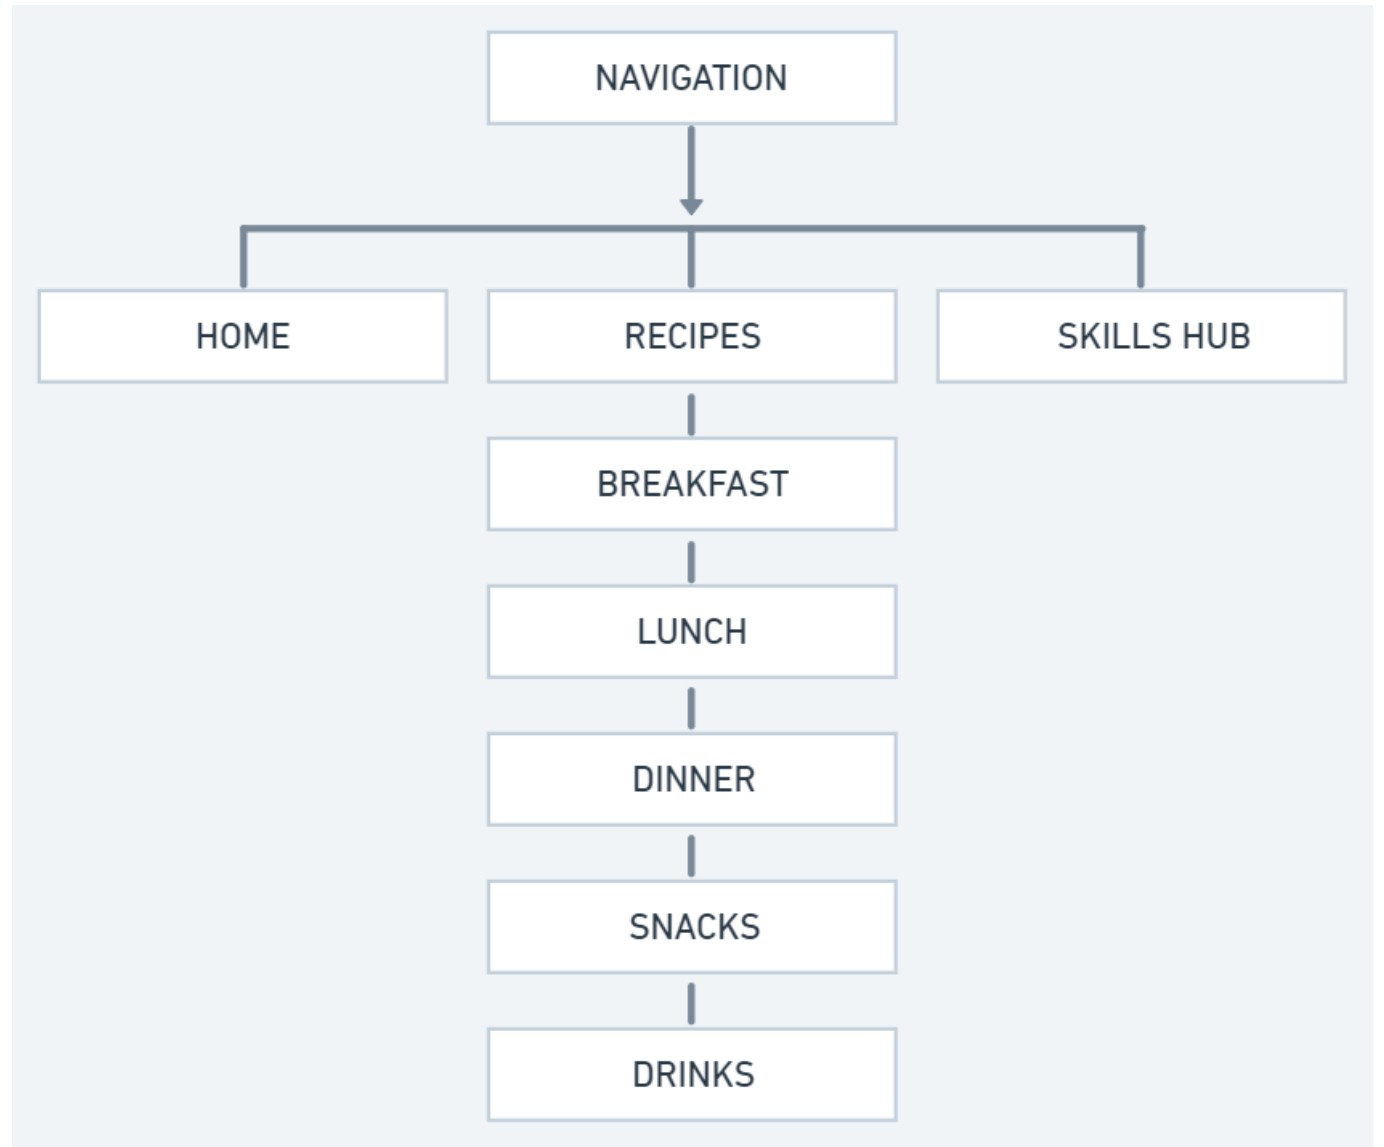 NAVIGATION
HOME
RECIPES
SKILLS HUB
BREAKFAST
LUNCH
DINNER
SNACKS
DRINKS